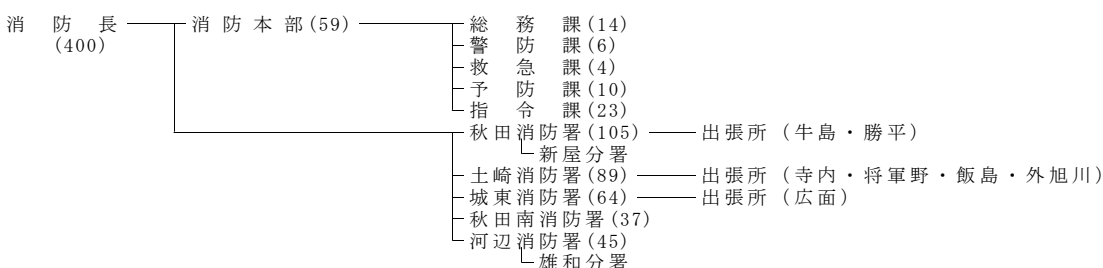 消防長 消防本部(59) 総務課(14)
(400) 警防課(6)
救急課(4)
予防課(10)
指令課(23)
秋田消防署(105) 出張所(牛島・勝平)
新屋分署
土崎消防署(89) 出張所(寺内・将軍野・飯島・外旭川)
城東消防署(64) 出張所(広面)
秋田南消防署(37)
河辺消防署(45)
雄和分署